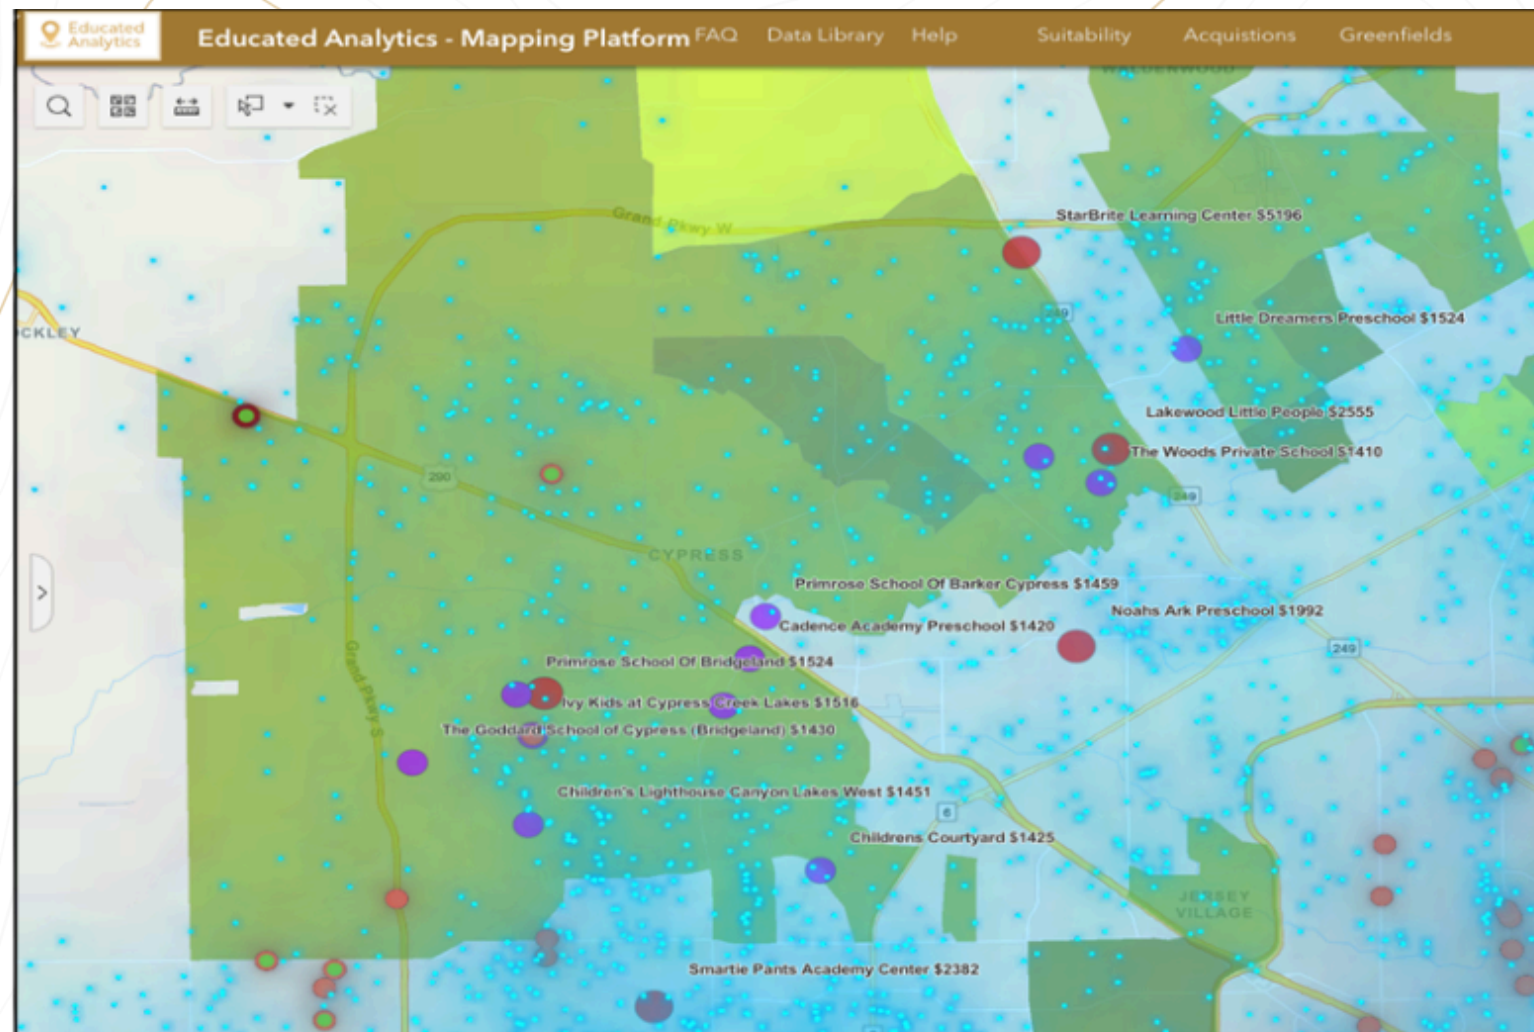 Educated
Analytics
Educated Analytics - Mapping Platform
FAQ
Data Library
Help
Suitability
Acquistions
Greenfields
WALDENWOOD
Grand Pkwy W
StarBrite Learning Center $5196
249
Little Dreamers Preschool $1524
OCKLEY
Lakewood Little People $2555
The Woods Private School $1410
290
249
CYPRESS
Primrose School Of Barker Cypress $1459
Noahs Ark Preschool $1992
Cadence Academy Preschool $1420
249
Primrose School Of Bridgeland $1524
Grand Pkwy S
Ivy Kids at Cypress Creek Lakes $1516
The Goddard School of Cypress (Bridgeland) $1430
Children's Lighthouse Canyon Lakes West $1451
6
Childrens Courtyard $1425
JERSEY
VILLAGE
Smartie Pants Academy Center $2382